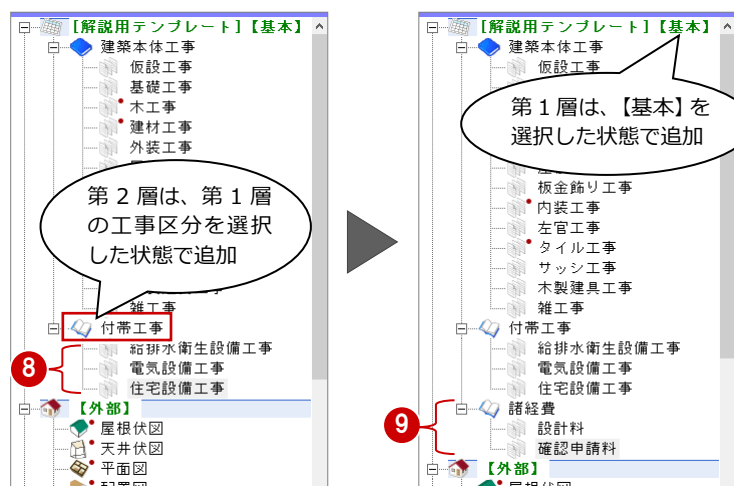 [解説用テンプレート]【基本】
建築本体工事
仮設工事
基礎工事
木工事
建材工事
外装工事
第2層は、第1層
の工事区分を選択
した状態で追加
雑工事
付帯工事
8
給排水衛生設備工事
電気設備工事
住宅設備工事
【外部】
屋根伏図
天井伏図
平面図
[解説用テンプレート]【基本】
建築本体工事
仮設工事
第1層は、【基本】を
選択した状態で追加
板金飾り工事
内装工事
左官工事
タイル工事
サッシ工事
木製建具工事
雑工事
付帯工事
給排水衛生設備工事
電気設備工事
住宅設備工事
9
諸経費
設計料
確認申請料
【外部】